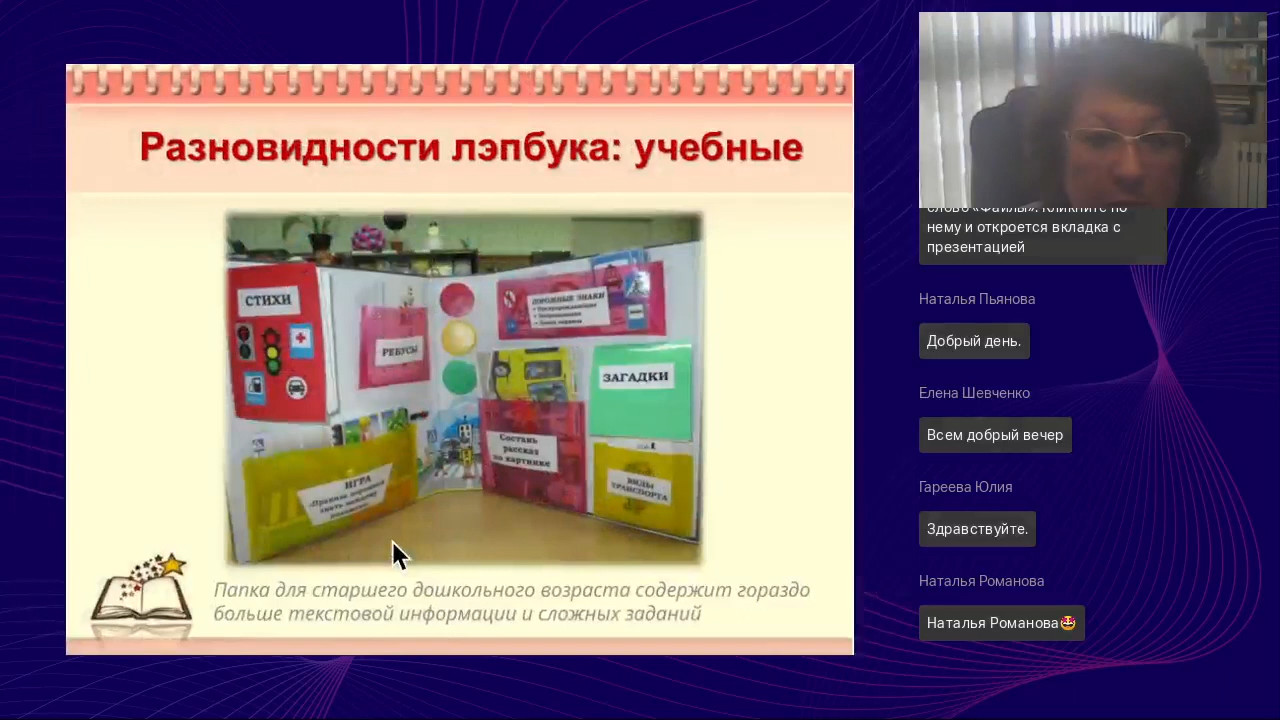 Разновидности лэпбука: учебные
СТИХИ
РЕБУСЫ
ДОРОЖНЫЕ ЗНАКИ
ЗАГАДКИ
Составь
рассказ
по картинке
ИГРА
ВИДЫ
ТРАНСПОРТА
Папка для старшего дошкольного возраста содержит гораздо
больше текстовой информации и сложных заданий
нему и откроется вкладка с
презентацией
Наталья Пьянова
Добрый день.
Елена Шевченко
Всем добрый вечер
Гареева Юлия
Здравствуйте.
Наталья Романова
Наталья Романова🤩